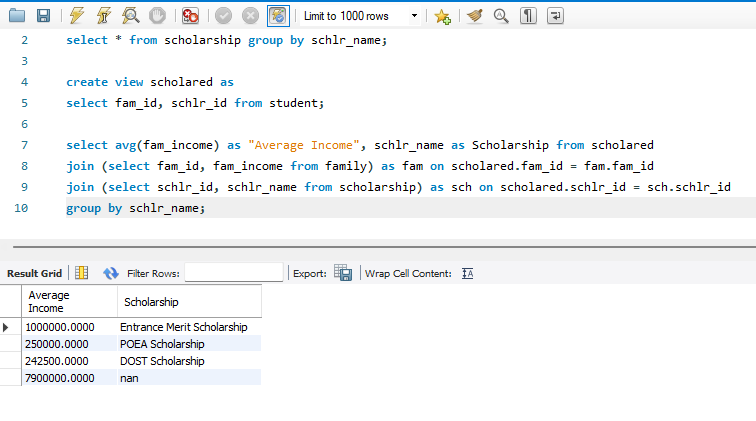 Limit to 1000 rows
2 select * from scholarship group by schlr_name;
3
4 create view scholared as
5 select fam_id, schlr_id from student;
6
7 select avg(fam_income) as "Average Income", schlr_name as Scholarship from scholared
8 join (select fam_id, fam_income from family) as fam on scholared.fam_id = fam.fam_id
9 join (select schlr_id, schlr_name from scholarship) as sch on scholared.schlr_id = sch.schlr_id
10 group by schlr_name;
Result Grid Filter Rows: Export: Wrap Cell Content:
Average Income Scholarship
1000000.0000 Entrance Merit Scholarship
250000.0000 POEA Scholarship
242500.0000 DOST Scholarship
7900000.0000 nan